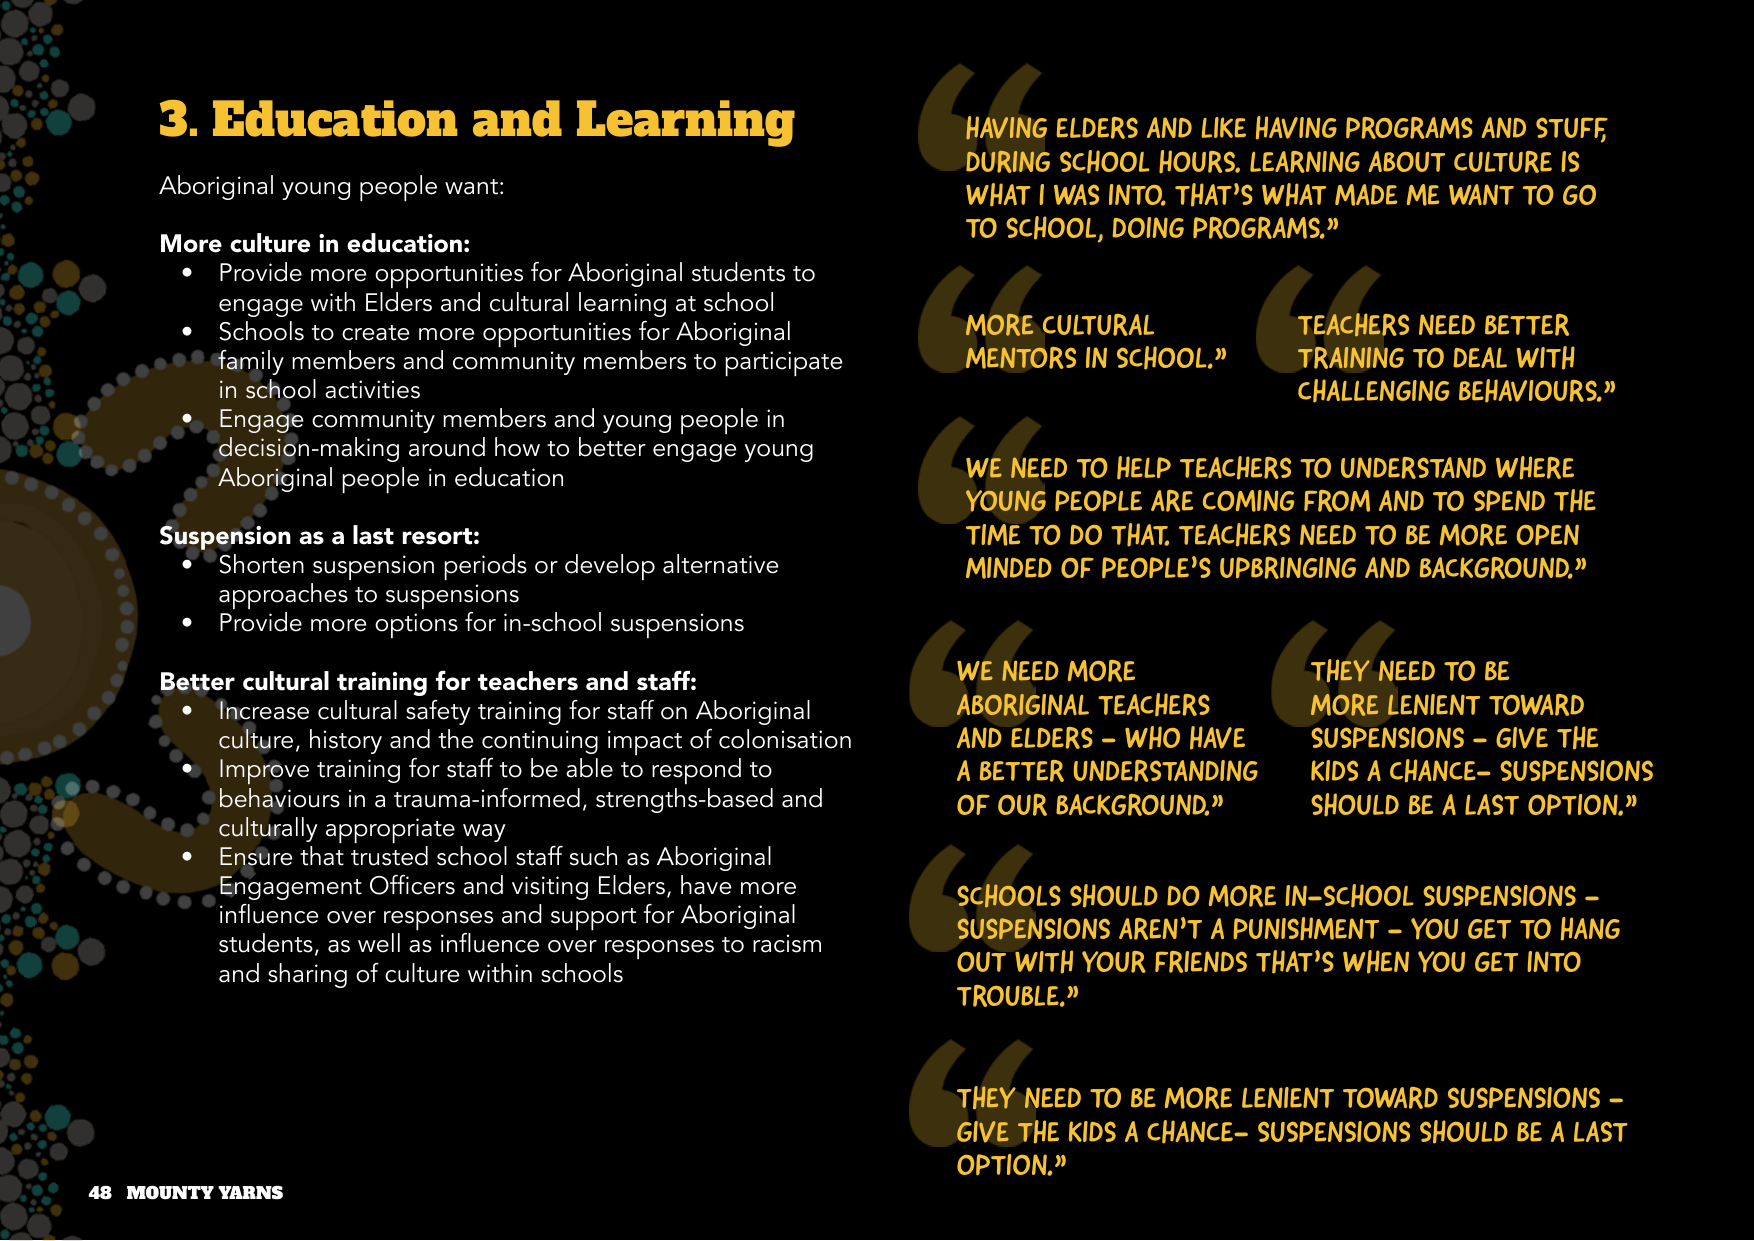 3. Education and Learning
Aboriginal young people want:
More culture in education:
• Provide more opportunities for Aboriginal students to
engage with Elders and cultural learning at school
• Schools to create more opportunities for Aboriginal
family members and community members to participate
in school activities
• Engage community members and young people in
decision-making around how to better engage young
Aboriginal people in education
Suspension as a last resort:
• Shorten suspension periods or develop alternative
approaches to suspensions
• Provide more options for in-school suspensions
Better cultural training for teachers and staff:
• Increase cultural safety training for staff on Aboriginal
culture, history and the continuing impact of colonisation
• Improve training for staff to be able to respond to
behaviours in a trauma-informed, strengths-based and
culturally appropriate way
• Ensure that trusted school staff such as Aboriginal
Engagement Officers and visiting Elders, have more
influence over responses and support for Aboriginal
students, as well as influence over responses to racism
and sharing of culture within schools
“HAVING ELDERS AND LIKE HAVING PROGRAMS AND STUFF,
DURING SCHOOL HOURS. LEARNING ABOUT CULTURE IS
WHAT I WAS INTO. THAT'S WHAT MADE ME WANT TO GO
TO SCHOOL, DOING PROGRAMS.”
“MORE CULTURAL
MENTORS IN SCHOOL.”
“TEACHERS NEED BETTER
TRAINING TO DEAL WITH
CHALLENGING BEHAVIOURS.”
“WE NEED TO HELP TEACHERS TO UNDERSTAND WHERE
YOUNG PEOPLE ARE COMING FROM AND TO SPEND THE
TIME TO DO THAT. TEACHERS NEED TO BE MORE OPEN
MINDED OF PEOPLE'S UPBRINGING AND BACKGROUND.”
“WE NEED MORE
ABORIGINAL TEACHERS
AND ELDERS – WHO HAVE
A BETTER UNDERSTANDING
OF OUR BACKGROUND.”
“THEY NEED TO BE
MORE LENIENT TOWARD
SUSPENSIONS – GIVE THE
KIDS A CHANCE– SUSPENSIONS
SHOULD BE A LAST OPTION.”
“SCHOOLS SHOULD DO MORE IN-SCHOOL SUSPENSIONS –
SUSPENSIONS AREN'T A PUNISHMENT – YOU GET TO HANG
OUT WITH YOUR FRIENDS THAT'S WHEN YOU GET INTO
TROUBLE.”
“THEY NEED TO BE MORE LENIENT TOWARD SUSPENSIONS –
GIVE THE KIDS A CHANCE– SUSPENSIONS SHOULD BE A LAST
OPTION.”
48 MOUNTY YARNS